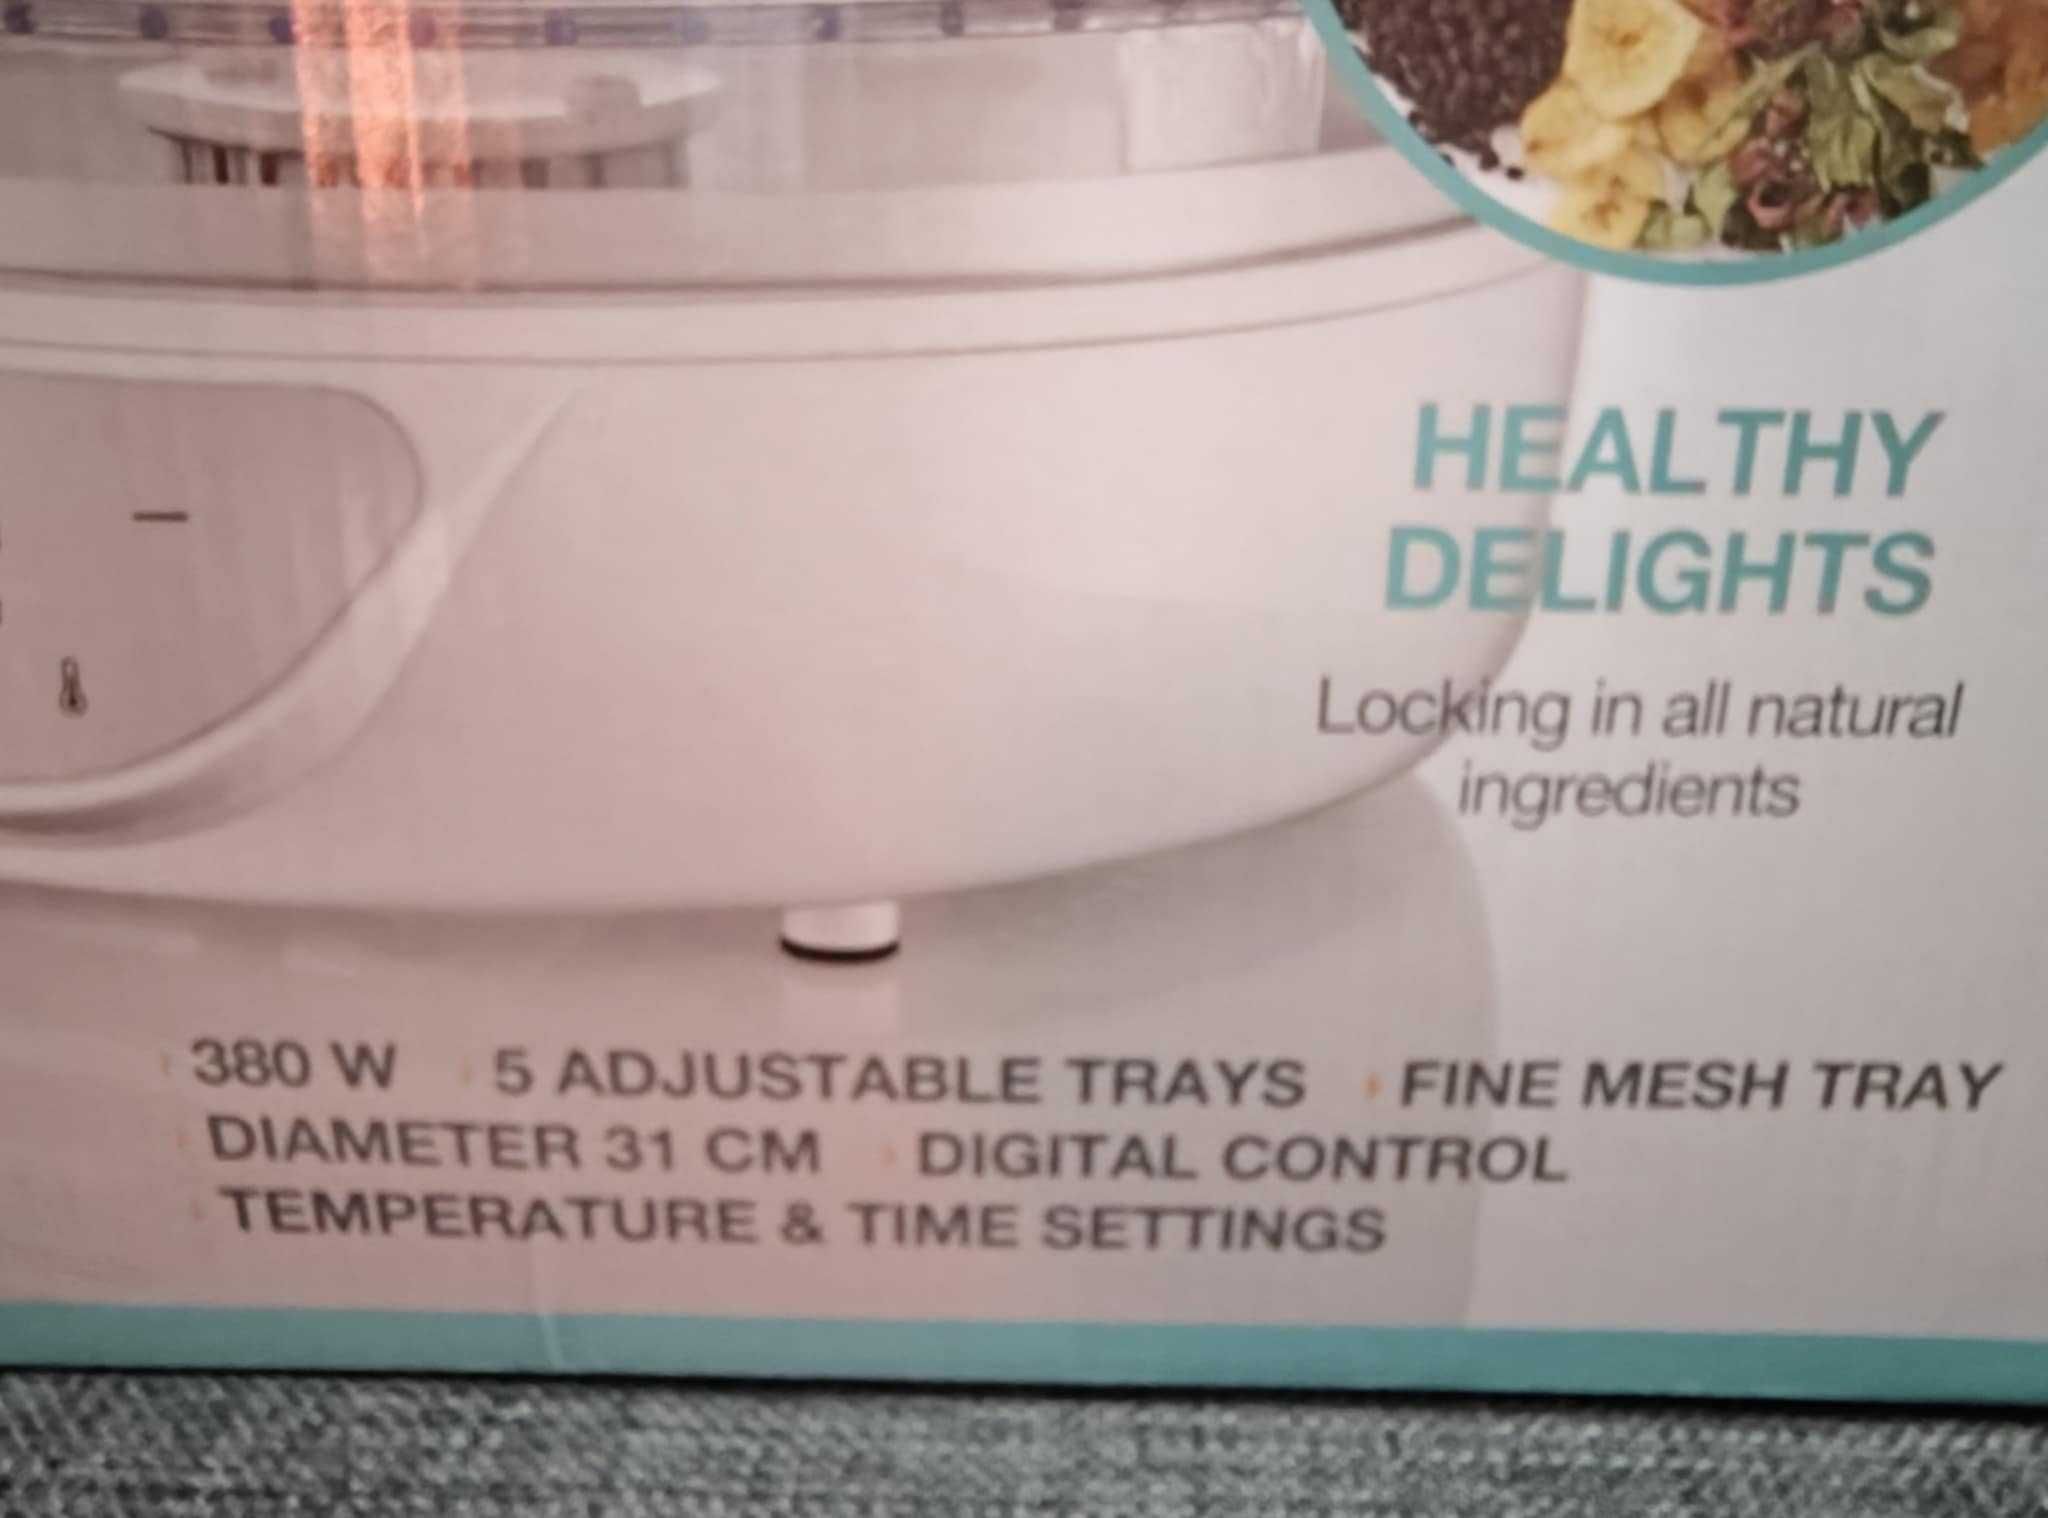 HEALTHY
DELIGHTS
Locking in all natural
ingredients
380 W 5 ADJUSTABLE TRAYS FINE MESH TRAY
DIAMETER 31 CM DIGITAL CONTROL
TEMPERATURE & TIME SETTINGS